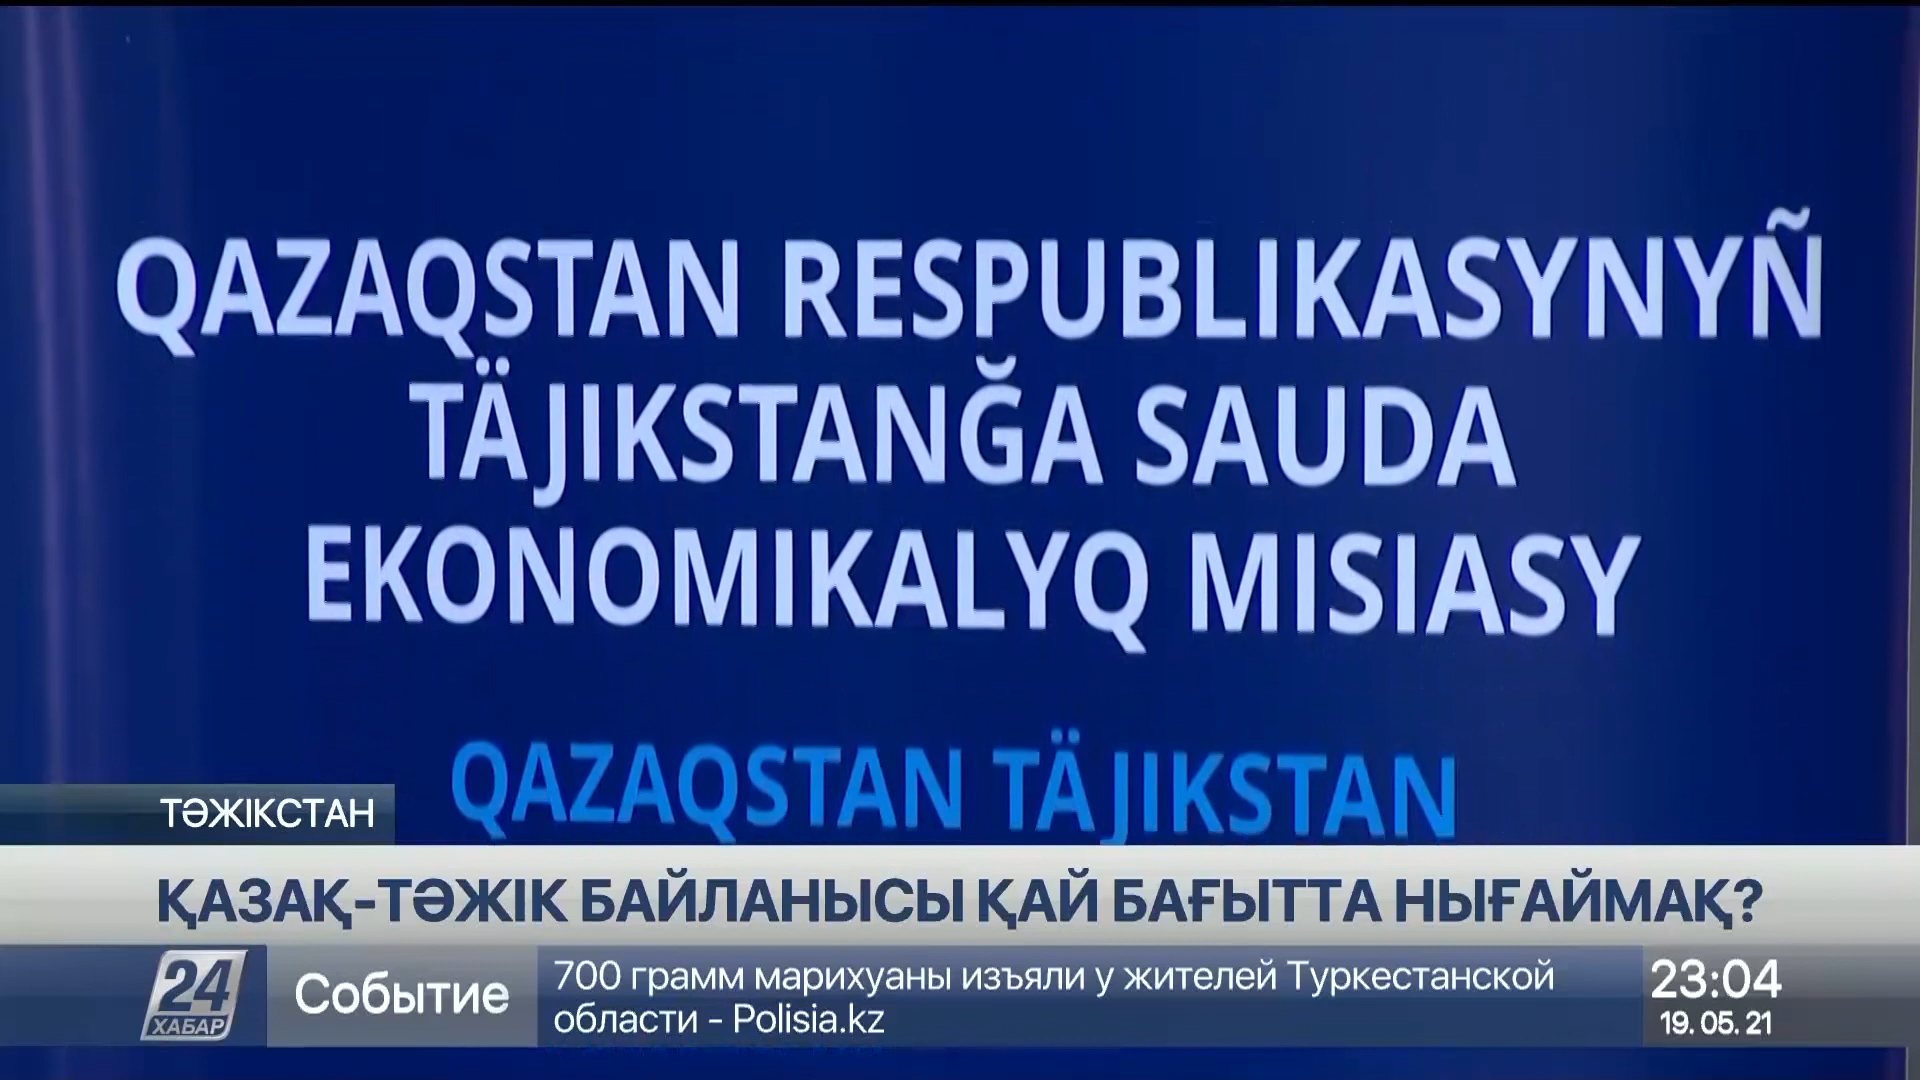 QAZAQSTAN RESPUBLIKASYNYÑ
TÄJIKSTANĞA SAUDA
EKONOMIKALYQ MISIASY
QAZAQSTAN TÄJIKSTAN
ТӘЖІКСТАН
ҚАЗАҚ-ТӘЖІК БАЙЛАНЫСЫ ҚАЙ БАҒЫТТА НЫҒАЙМАҚ?
24
ХАБАР
Событие
700 грамм марихуаны изъяли у жителей Туркестанской
области - Polisia.kz
23:04
19. 05. 21